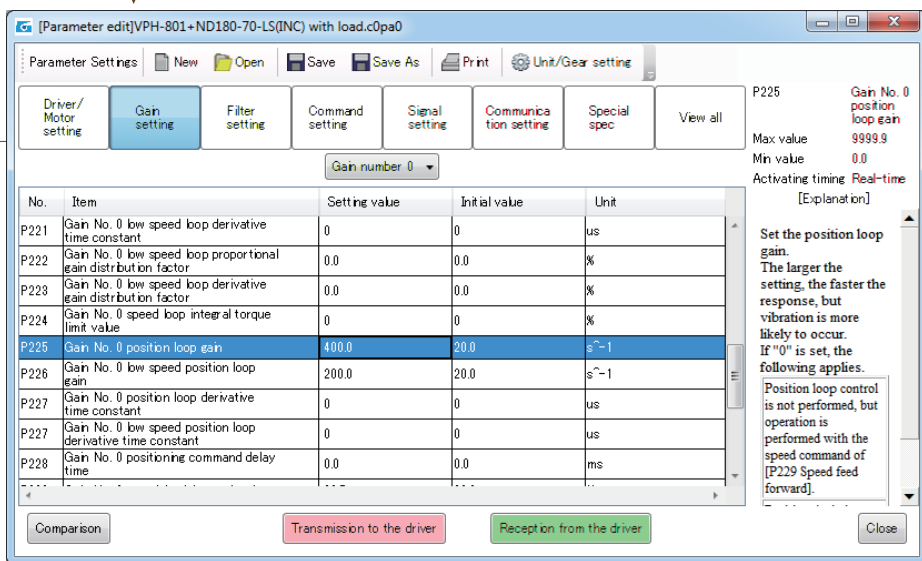 [Parameter edit]VPH-801+ND180-70-LS(INC) with load.c0pa0
Parameter Settings New Open Save Save As Print Unit/Gear setting
Driver/
Motor
setting
Gain
setting
Filter
setting
Command
setting
Signal
setting
Communica
tion setting
Special
spec
View all
Gain number 0
No. Item Setting value Initial value Unit
P221 Gain No. 0 low speed loop derivative
time constant 0 0 us
P222 Gain No. 0 low speed loop proportional
gain distribution factor 0.0 0.0 %
P223 Gain No. 0 low speed loop derivative
gain distribution factor 0.0 0.0 %
P224 Gain No. 0 speed loop integral torque
limit value 0 0 %
P225 Gain No. 0 position loop gain 400.0 20.0 s^-1
P226 Gain No. 0 low speed position loop
gain 200.0 20.0 s^-1
P227 Gain No. 0 position loop derivative
time constant 0 0 us
P227 Gain No. 0 low speed position loop
derivative time constant 0 0 us
P228 Gain No. 0 positioning command delay
time 0.0 0.0 ms
Comparison Transmission to the driver Reception from the driver Close
P225 Gain No. 0
position
loop gain
Max value 9999.9
Min value 0.0
Activating timing Real-time
[Explanation]
Set the position loop
gain.
The larger the
setting, the faster the
response, but
vibration is more
likely to occur.
If "0" is set, the
following applies.
Position loop control
is not performed, but
operation is
performed with the
speed command of
[P229 Speed feed
forward].